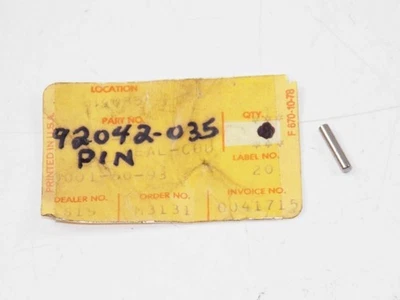 LOCATION
PART NO.
QTY.
92042-035
PIN
LABEL NO.
20
DEALER NO.
ORDER NO.
INVOICE NO.
M3131
0041715
PRINTED IN U.S.A.
F 670-10-78